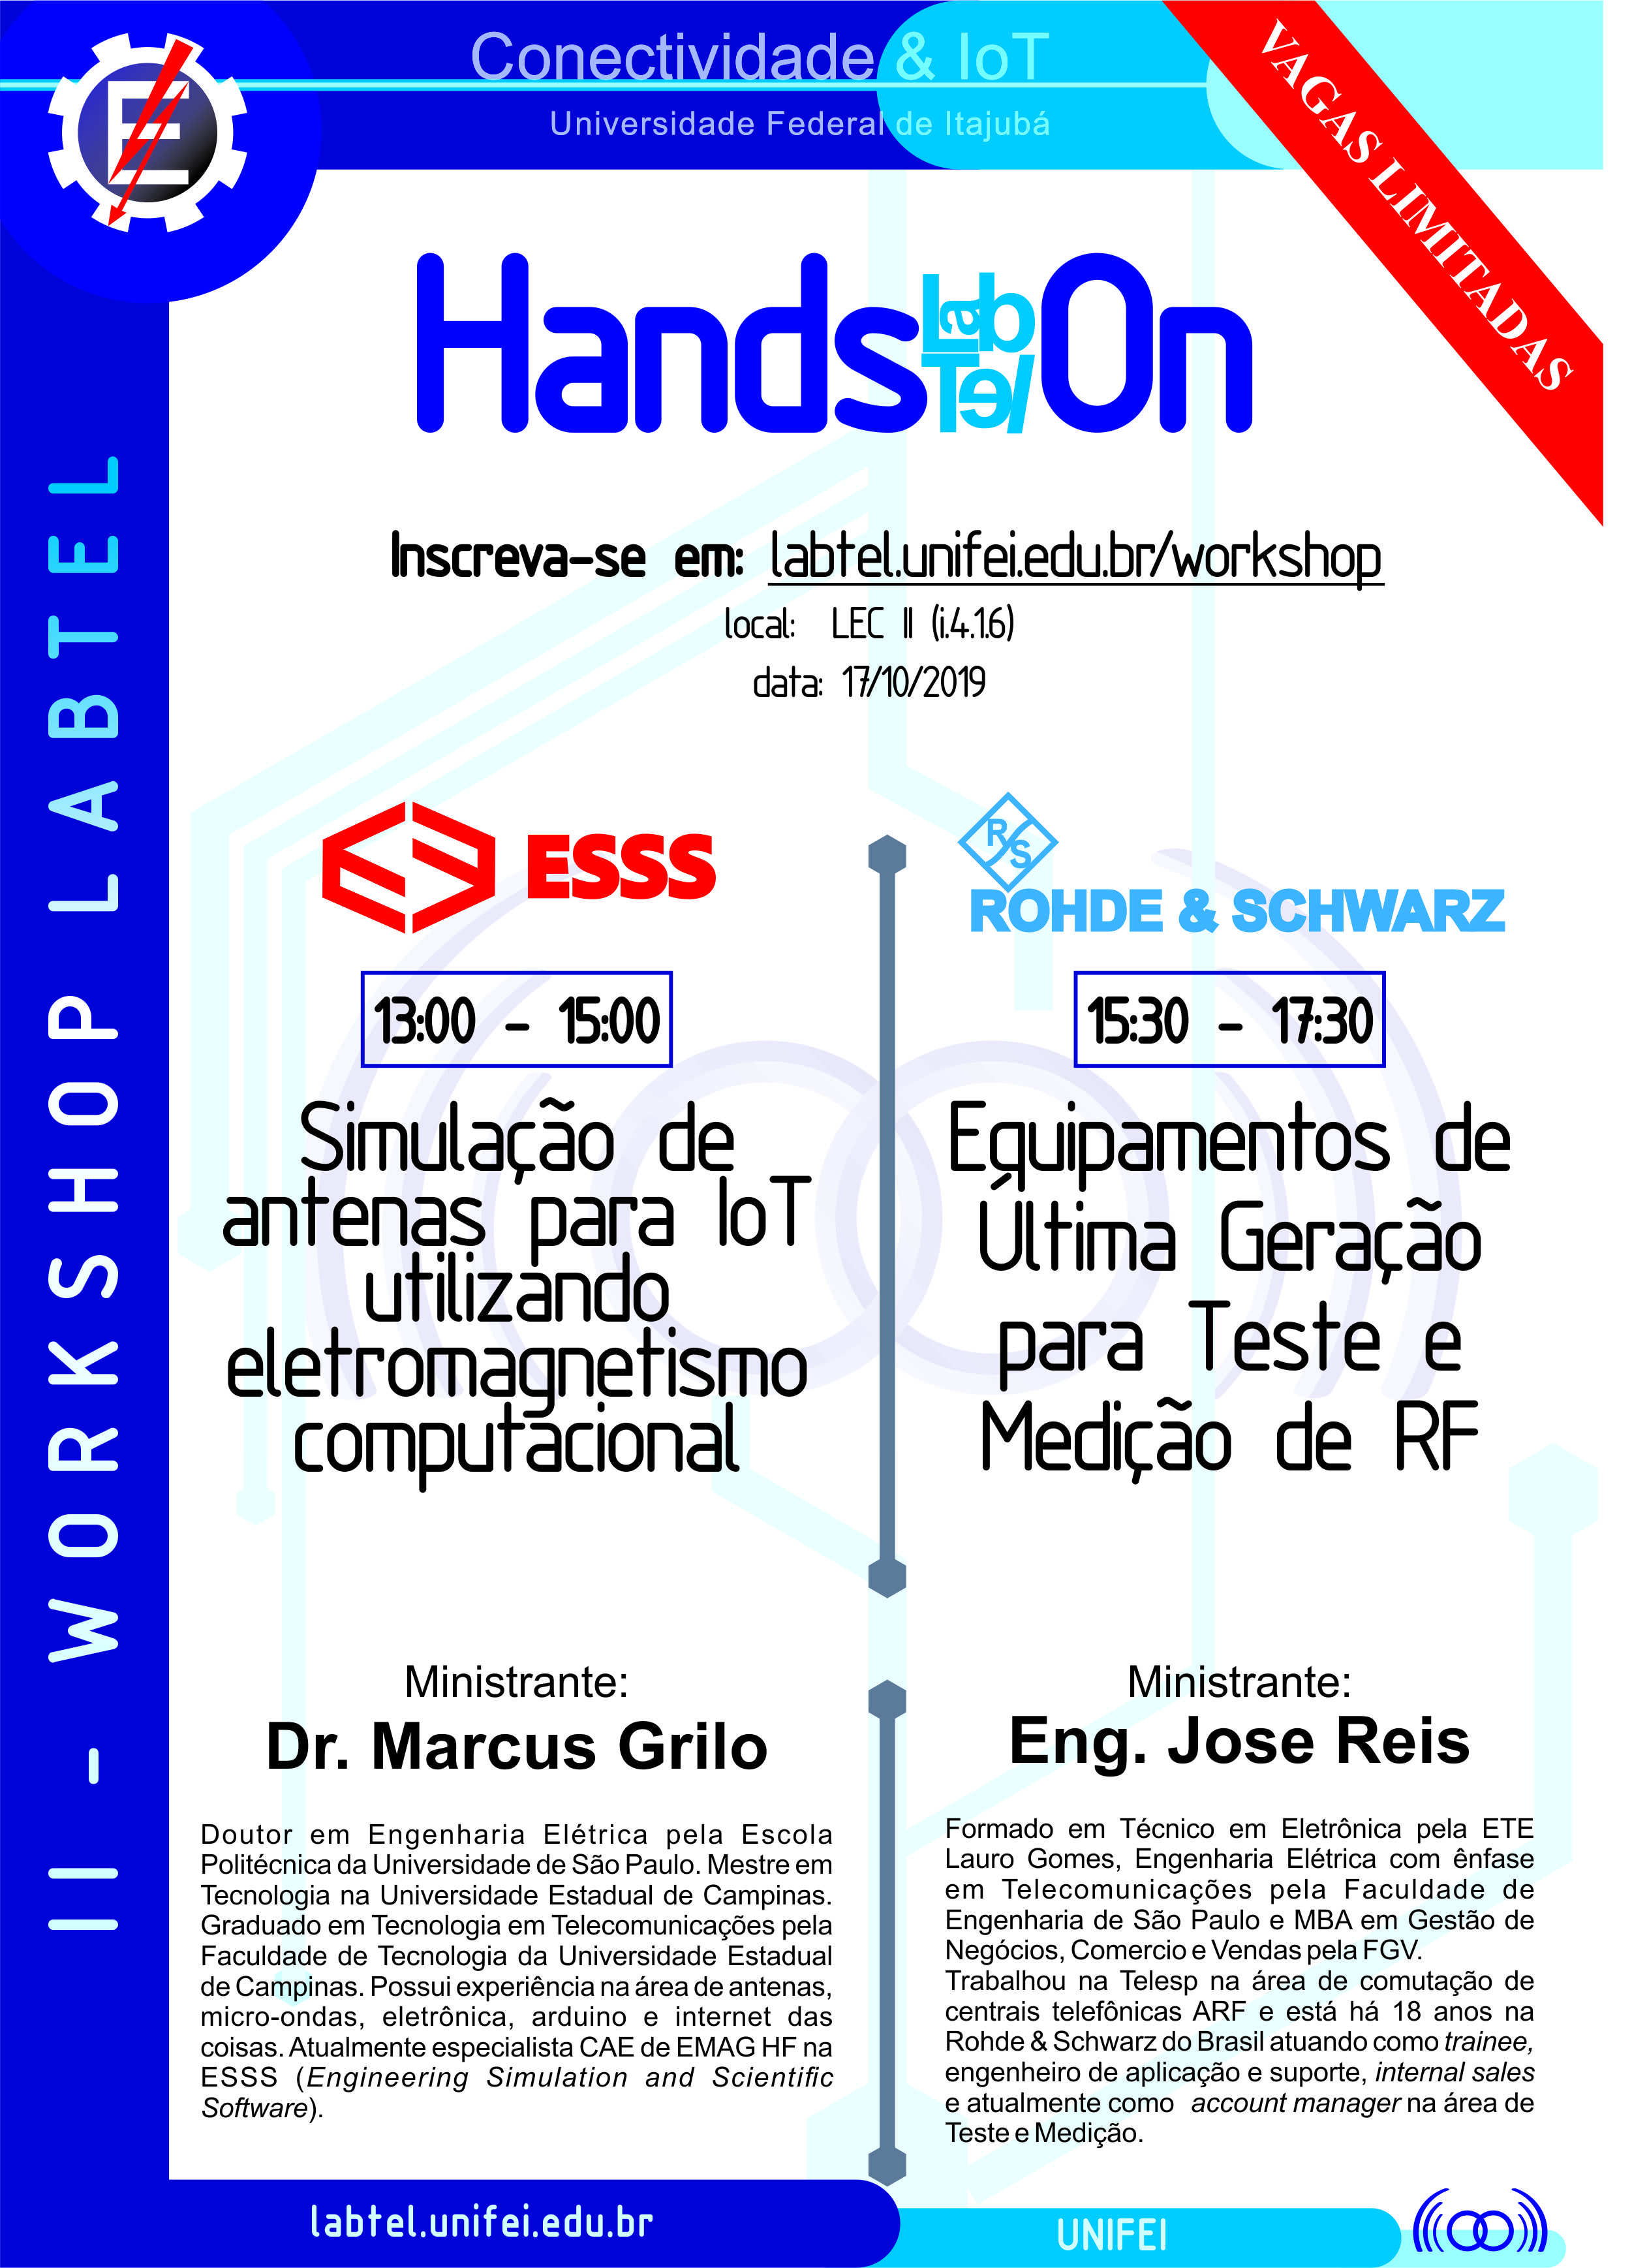 Conectividade & IoT
Universidade Federal de Itajubá
VAGAS LIMITADAS
E
Hands Lab Tel On
II - WORKSHOP LABTEL
Inscreva-se em: labtel.unifei.edu.br/workshop
local: LEC II (i.4.1.6)
data: 17/10/2019
ESSS
13:00 - 15:00
Simulação de
antenas para IoT
utilizando
eletromagnetismo
computacional
R S
ROHDE & SCHWARZ
15:30 - 17:30
Equipamentos de
Última Geração
para Teste e
Medição de RF
Ministrante:
Dr. Marcus Grilo
Doutor em Engenharia Elétrica pela Escola
Politécnica da Universidade de São Paulo. Mestre em
Tecnologia na Universidade Estadual de Campinas.
Graduado em Tecnologia em Telecomunicações pela
Faculdade de Tecnologia da Universidade Estadual
de Campinas. Possui experiência na área de antenas,
micro-ondas, eletrônica, arduino e internet das
coisas. Atualmente especialista CAE de EMAG HF na
ESSS (Engineering Simulation and Scientific
Software).
Ministrante:
Eng. Jose Reis
Formado em Técnico em Eletrônica pela ETE
Lauro Gomes, Engenharia Elétrica com ênfase
em Telecomunicações pela Faculdade de
Engenharia de São Paulo e MBA em Gestão de
Negócios, Comercio e Vendas pela FGV.
Trabalhou na Telesp na área de comutação de
centrais telefônicas ARF e está há 18 anos na
Rohde & Schwarz do Brasil atuando como trainee,
engenheiro de aplicação e suporte, internal sales
e atualmente como account manager na área de
Teste e Medição.
labtel.unifei.edu.br
UNIFEI